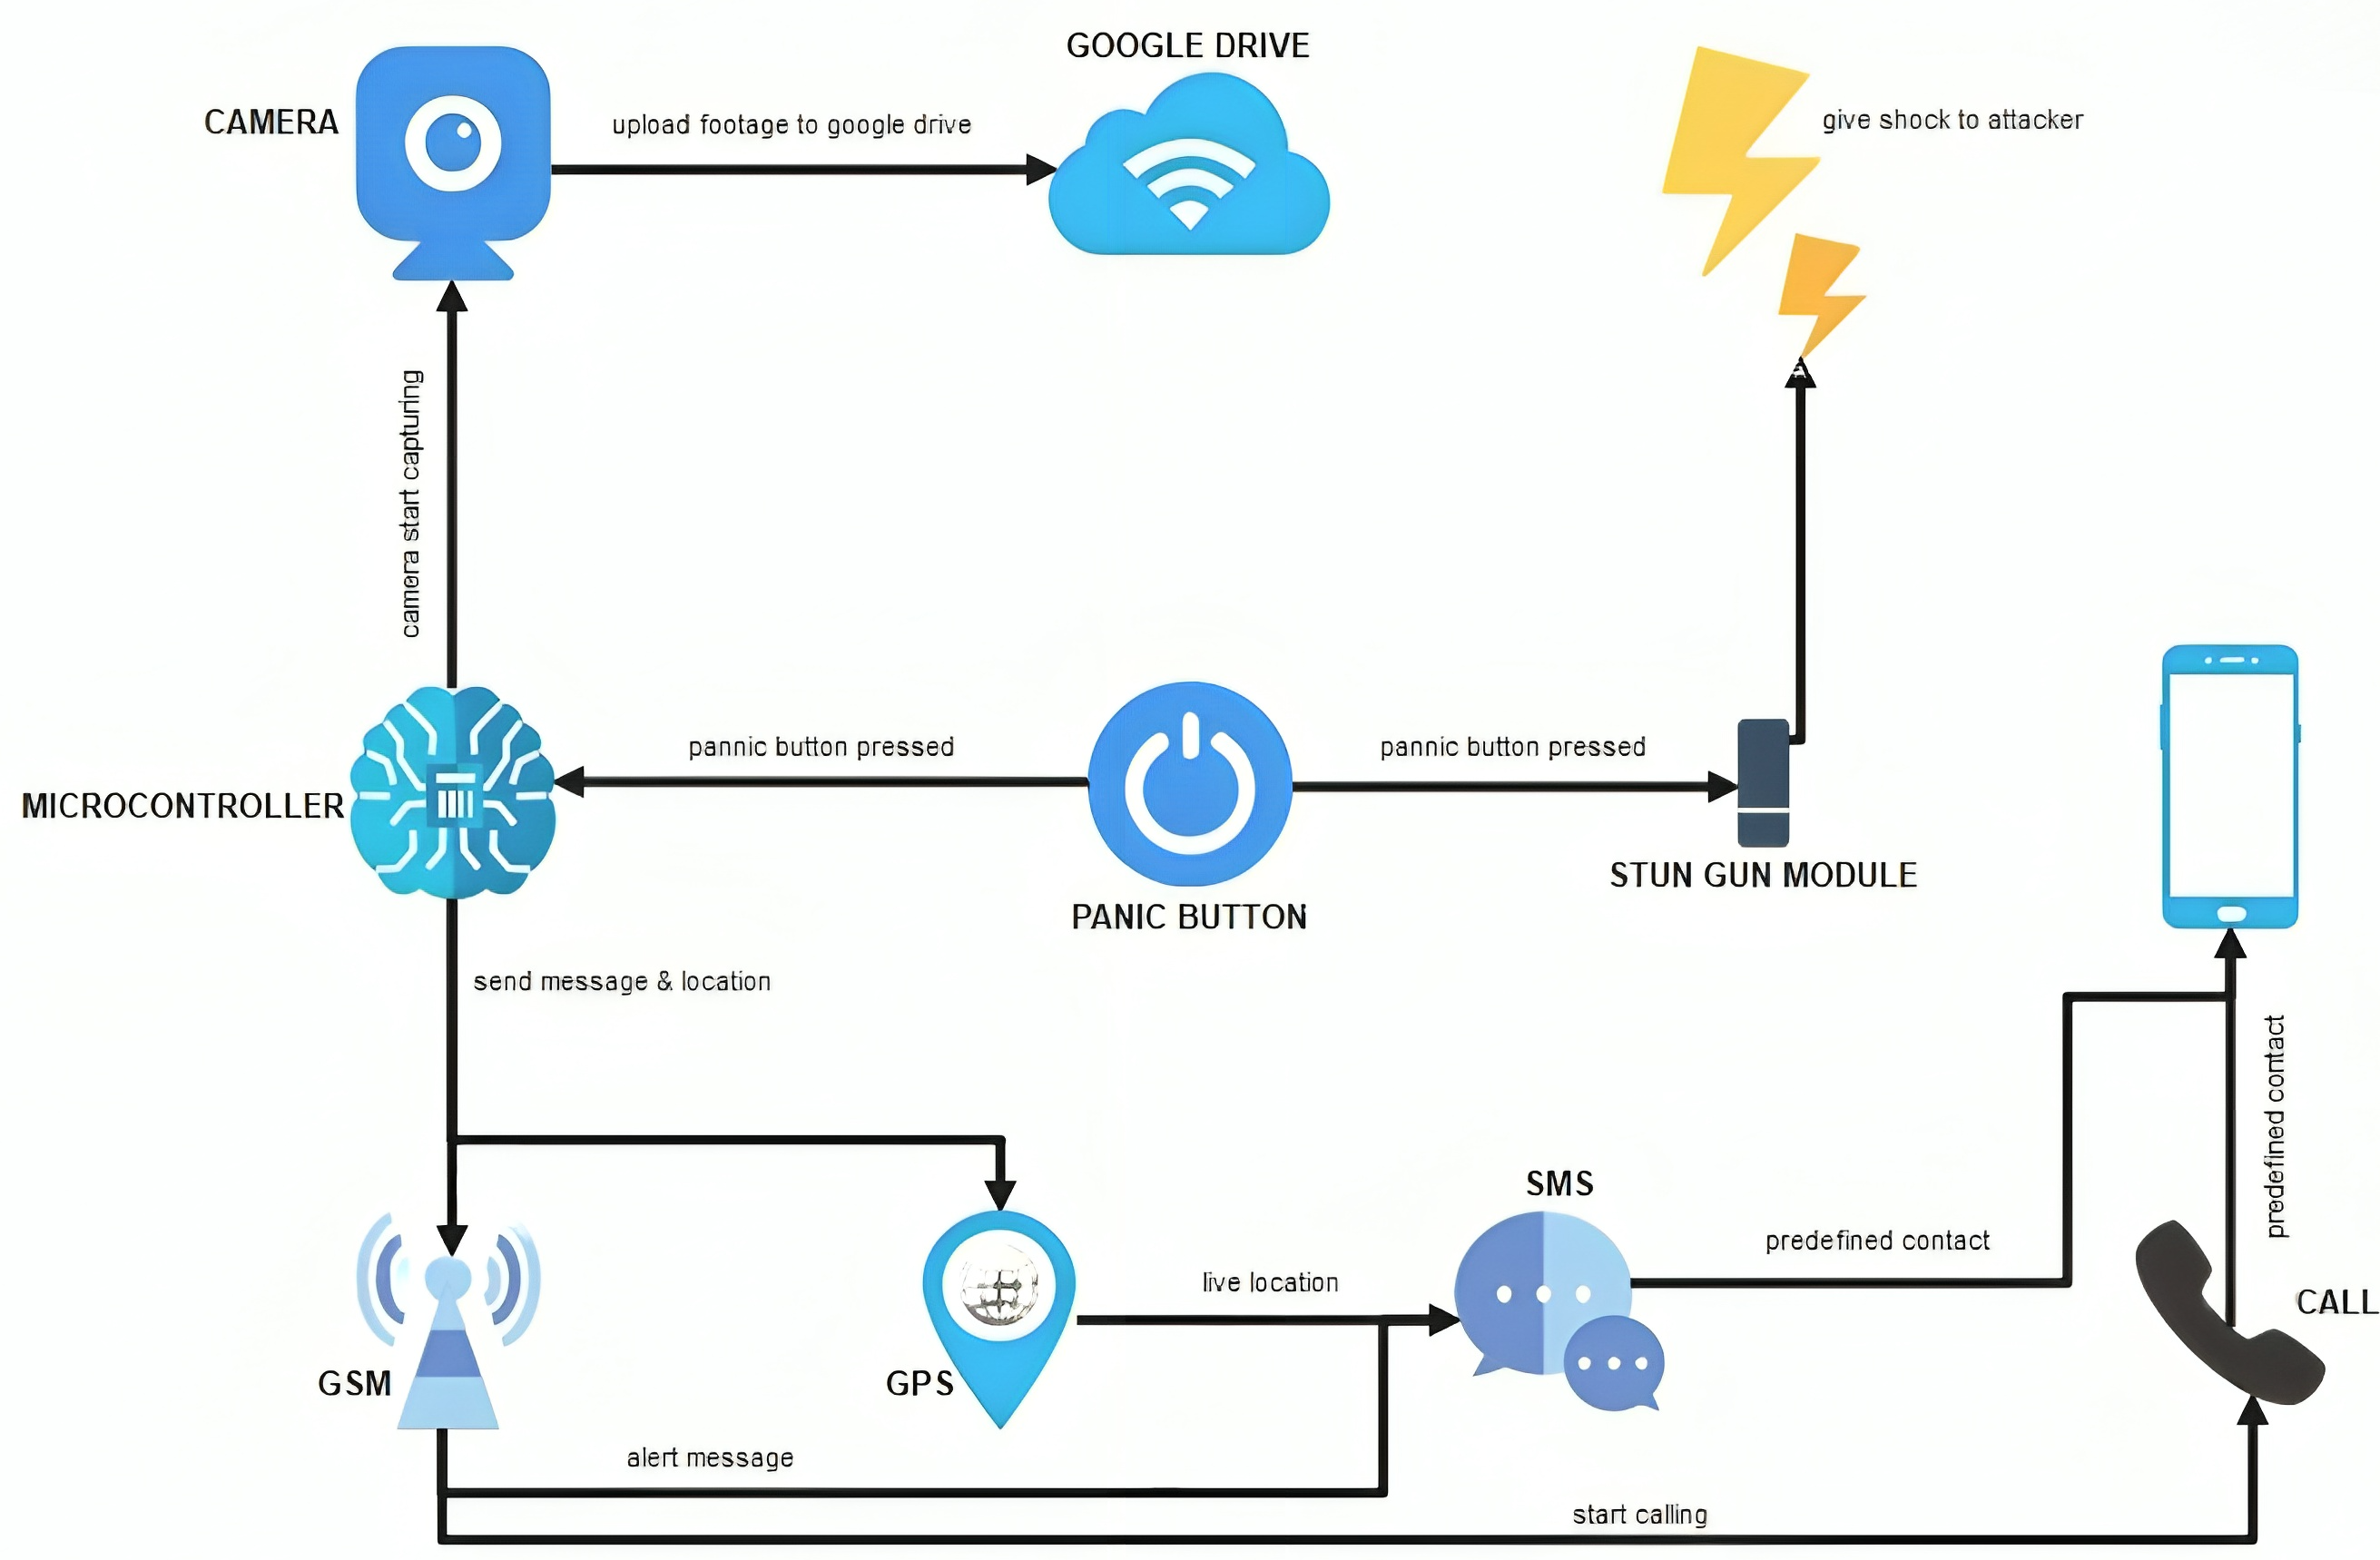 GOOGLE DRIVE
CAMERA
upload footage to google drive
give shock to attacker
camera start capturing
pannic button pressed
pannic button pressed
MICROCONTROLLER
STUN GUN MODULE
PANIC BUTTON
send message & location
predefined contact
SMS
predefined contact
live location
CALL
GSM
GPS
alert message
start calling